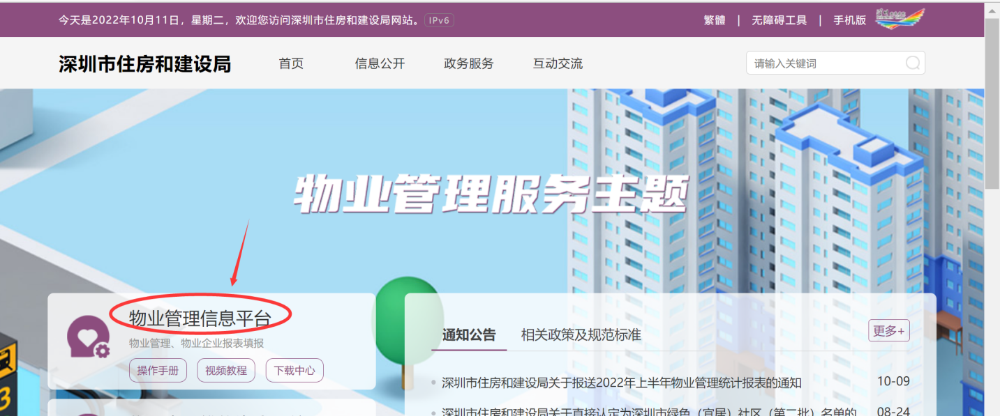 今天是2022年10月11日，星期二，欢迎您访问深圳市住房和建设局网站。 IPv6 繁體 | 无障碍工具 | 手机版
深圳市住房和建设局 首页 信息公开 政务服务 互动交流 请输入关键词
物业管理服务主题
物业管理信息平台
物业管理、物业企业报表填报
操作手册 视频教程 下载中心
通知公告 相关政策及规范标准 更多+
深圳市住房和建设局关于报送2022年上半年物业管理统计报表的通知 10-09
深圳市住房和建设局关于直接认定为深圳市绿色（宜居）社区（第二批）名单的 08-24
3